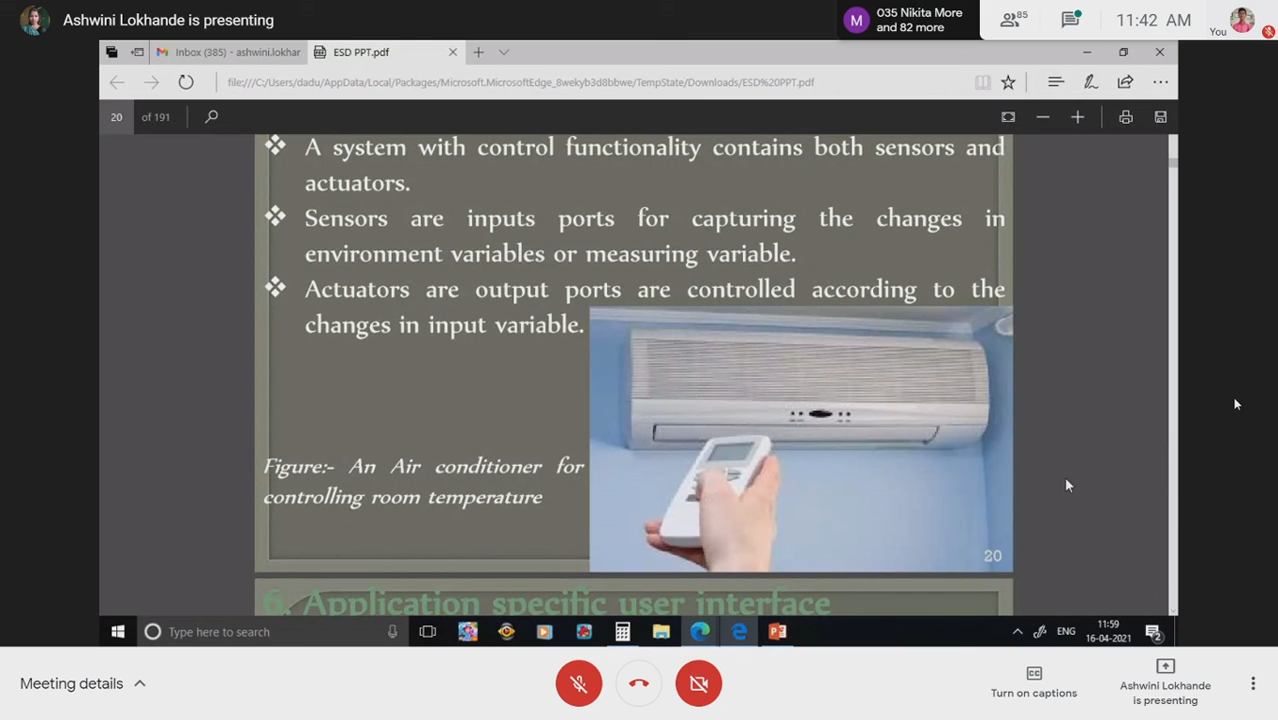 Ashwini Lokhande is presenting
M
035 Nikita More
and 82 more
85
11:42 AM
You
Inbox (385) - ashwini.lokhar
ESD PPT.pdf
file:///C:/Users/dadu/AppData/Local/Packages/Microsoft.MicrosoftEdge_8wekyb3d8bbwe/TempState/Downloads/ESD%20PPT.pdf
20
of 191
A system with control functionality contains both sensors and
actuators.
Sensors are inputs ports for capturing the changes in
environment variables or measuring variable.
Actuators are output ports are controlled according to the
changes in input variable.
Figure:- An Air conditioner for
controlling room temperature
20
6. Application specific user interface
Type here to search
ENG
11:59
16-04-2021
2
Meeting details
CC
Turn on captions
Ashwini Lokhande
is presenting